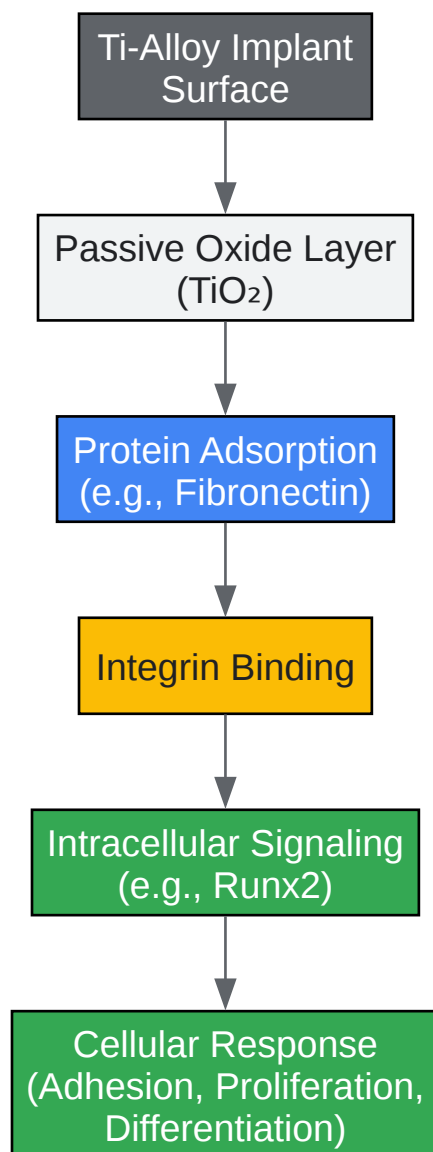 Ti-Alloy Implant
Surface
Passive Oxide Layer
(TiO₂)
Protein Adsorption
(e.g., Fibronectin)
Integrin Binding
Intracellular Signaling
(e.g., Runx2)
Cellular Response
(Adhesion, Proliferation,
Differentiation)